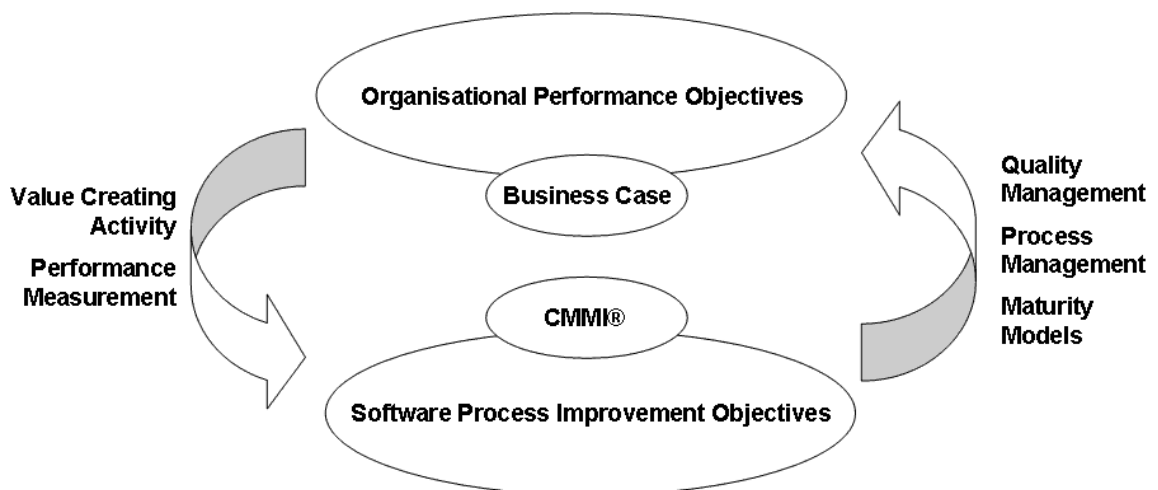 Organisational Performance Objectives
Business Case
Value Creating
Activity
Performance
Measurement
Quality
Management
Process
Management
Maturity
Models
CMMI®
Software Process Improvement Objectives